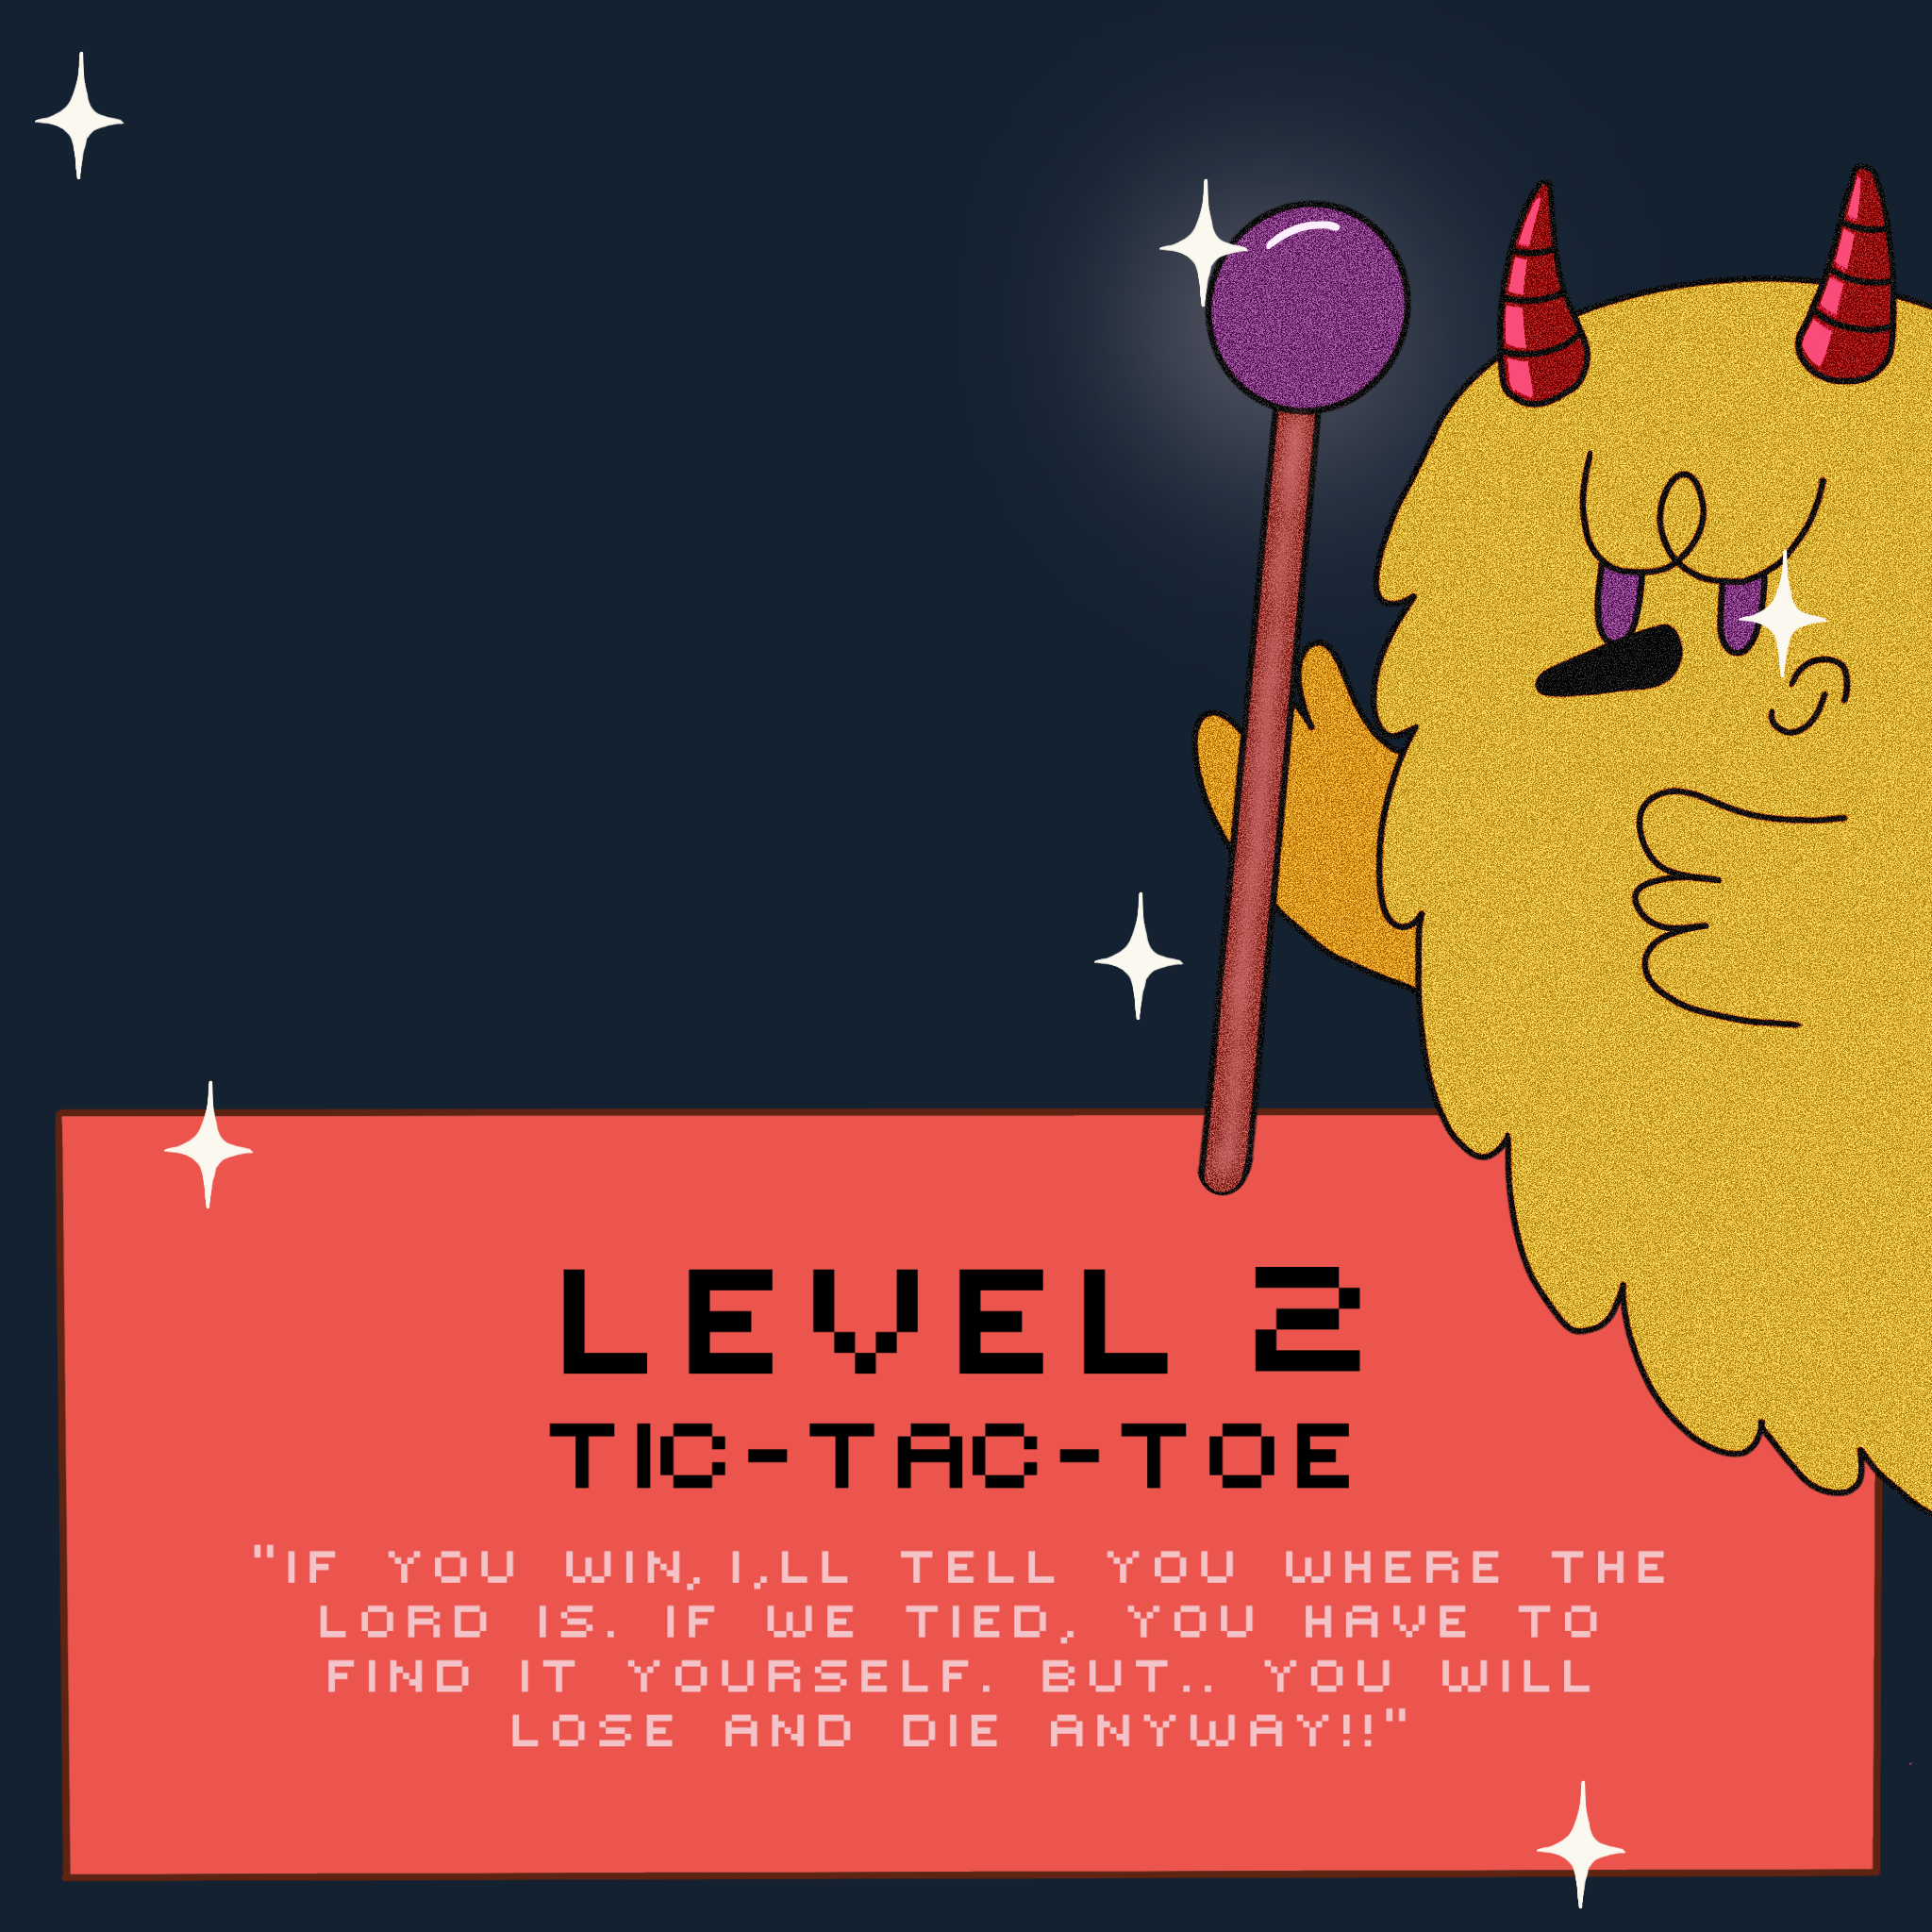 LEVEL 2
TIC-TAC-TOE
"IF YOU WIN, I,LL TELL YOU WHERE THE
LORD IS. IF WE TIED, YOU HAVE TO
FIND IT YOURSELF. BUT.. YOU WILL
LOSE AND DIE ANYWAY!!"